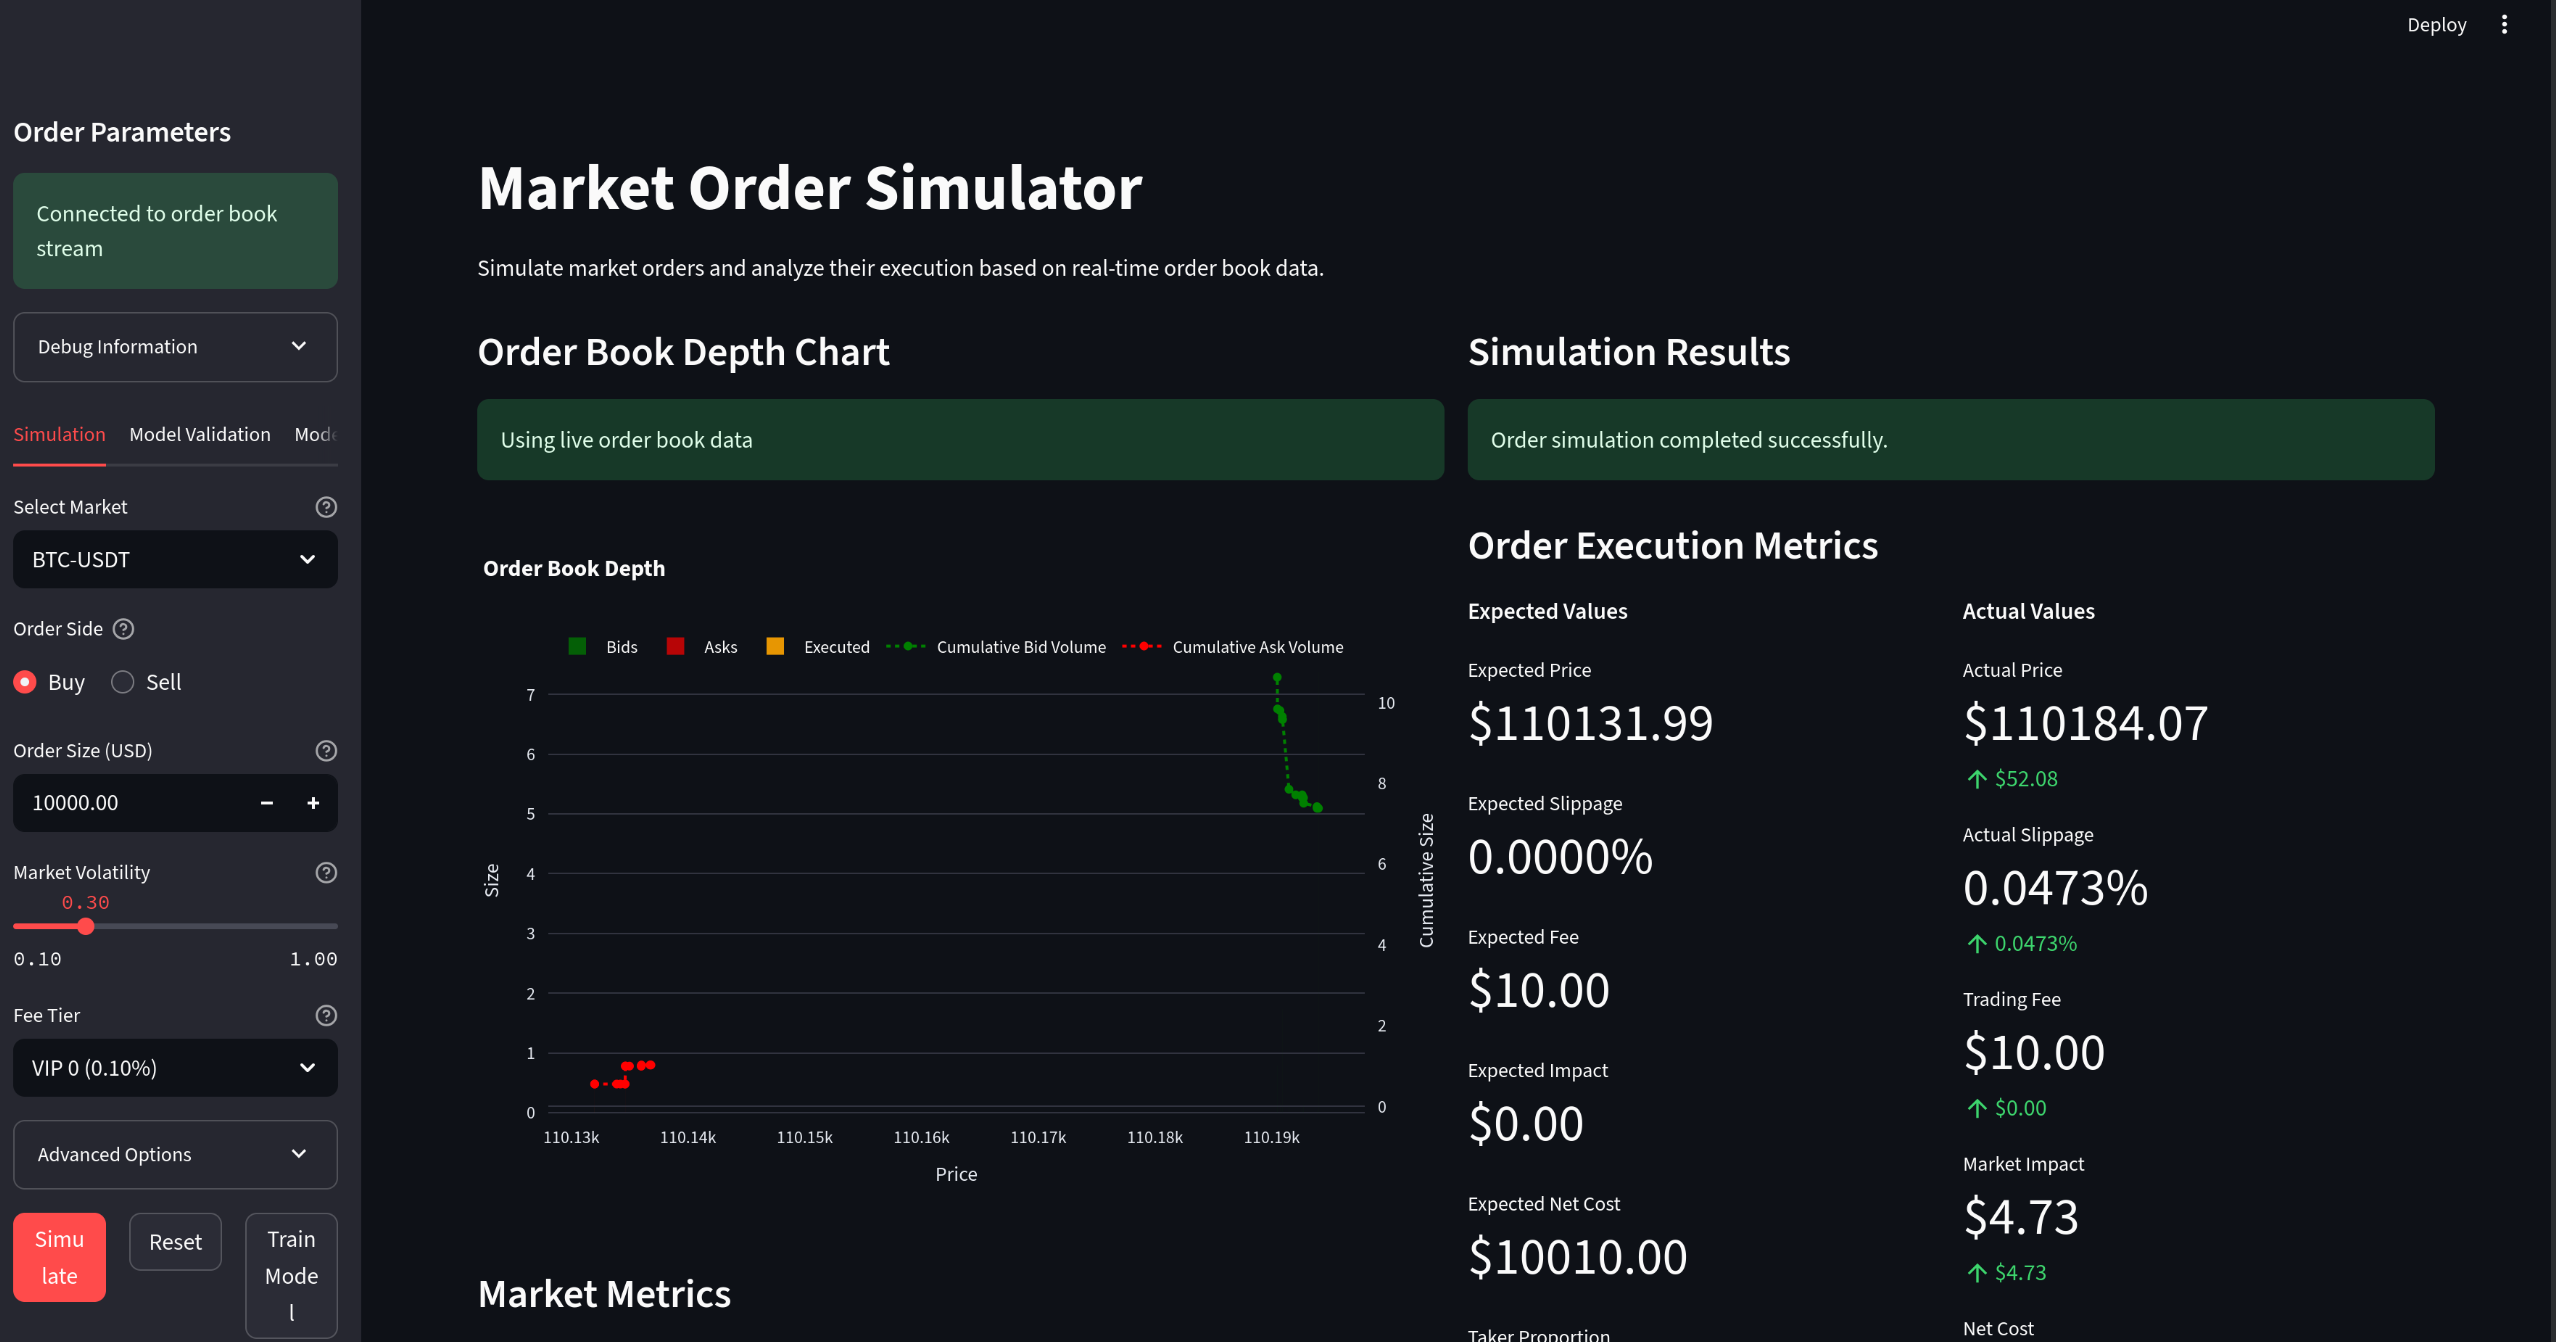 Deploy
Order Parameters
Connected to order book
stream
Debug Information
Simulation
Model Validation
Mode
Select Market
BTC-USDT
Order Side
Buy
Sell
Order Size (USD)
10000.00
Market Volatility
0.30
0.10
1.00
Fee Tier
VIP 0 (0.10%)
Advanced Options
Simu
late
Reset
Train
Mode
l
Market Order Simulator
Simulate market orders and analyze their execution based on real-time order book data.
Order Book Depth Chart
Using live order book data
Order Book Depth
Bids
Asks
Executed
Cumulative Bid Volume
Cumulative Ask Volume
7
6
5
4
3
2
1
0
Size
10
8
6
4
2
0
Cumulative Size
110.13k
110.14k
110.15k
110.16k
110.17k
110.18k
110.19k
Price
Market Metrics
Simulation Results
Order simulation completed successfully.
Order Execution Metrics
Expected Values
Expected Price
$110131.99
Expected Slippage
0.0000%
Expected Fee
$10.00
Expected Impact
$0.00
Expected Net Cost
$10010.00
Taker Proportion
Actual Values
Actual Price
$110184.07
↑ $52.08
Actual Slippage
0.0473%
↑ 0.0473%
Trading Fee
$10.00
↑ $0.00
Market Impact
$4.73
↑ $4.73
Net Cost